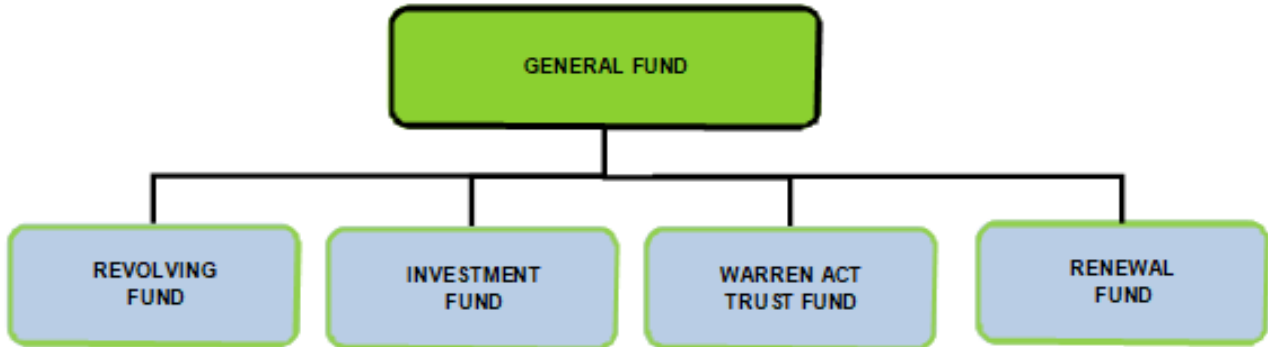 GENERAL FUND
REVOLVING
FUND
INVESTMENT
FUND
WARREN ACT
TRUST FUND
RENEWAL
FUND